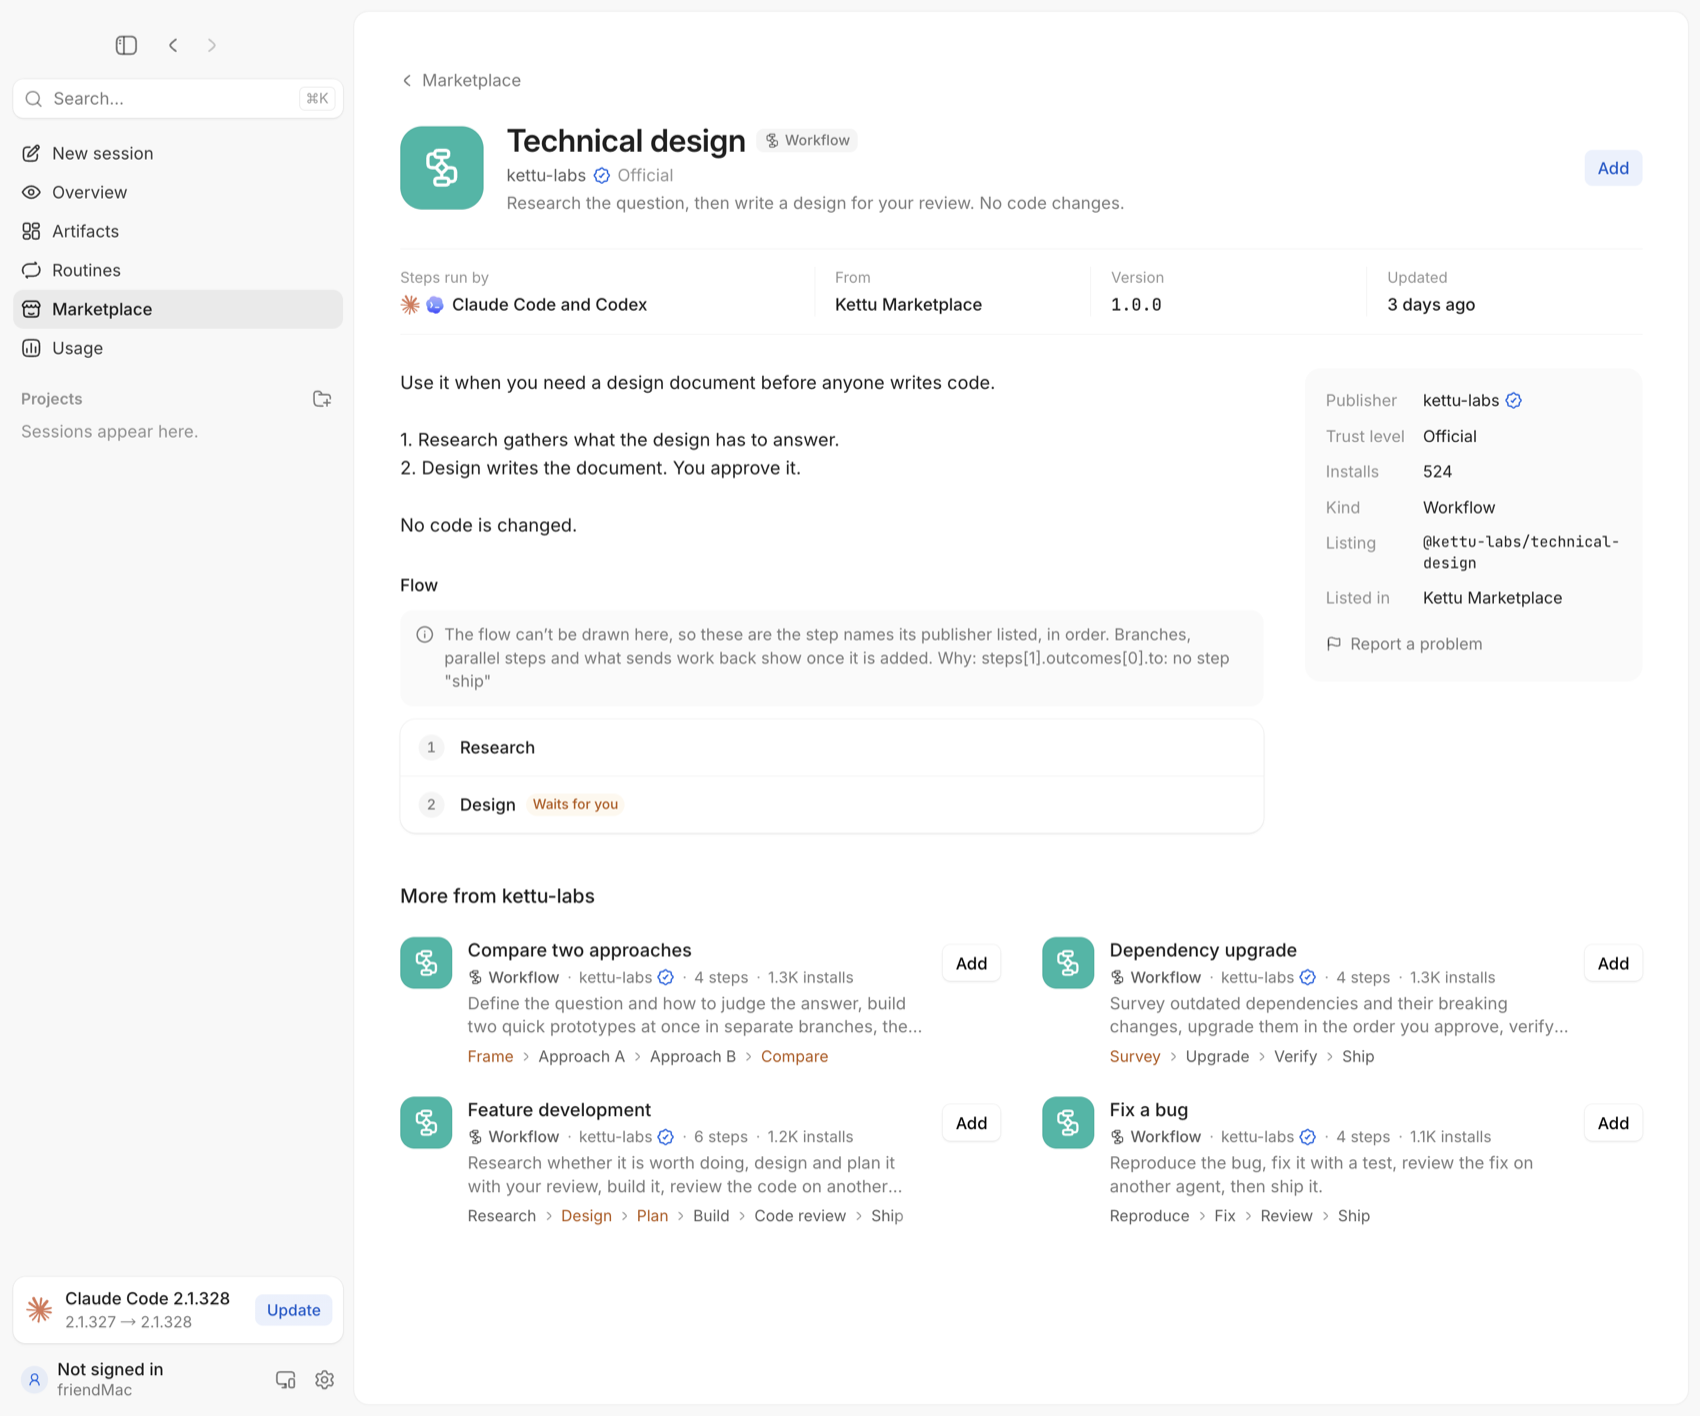 Search...
⌘K
New session
Overview
Artifacts
Routines
Marketplace
Usage
Projects
Sessions appear here.
Claude Code 2.1.328
2.1.327 → 2.1.328
Update
Not signed in
friendMac
Marketplace
Technical design
Workflow
kettu-labs
Official
Research the question, then write a design for your review. No code changes.
Add
Steps run by
Claude Code and Codex
From
Kettu Marketplace
Version
1.0.0
Updated
3 days ago
Use it when you need a design document before anyone writes code.
1. Research gathers what the design has to answer.
2. Design writes the document. You approve it.
No code is changed.
Flow
The flow can’t be drawn here, so these are the step names its publisher listed, in order. Branches,
parallel steps and what sends work back show once it is added. Why: steps[1].outcomes[0].to: no step
"ship"
1 Research
2 Design Waits for you
Publisher kettu-labs
Trust level Official
Installs 524
Kind Workflow
Listing @kettu-labs/technical-
design
Listed in Kettu Marketplace
Report a problem
More from kettu-labs
Compare two approaches
Workflow · kettu-labs · 4 steps · 1.3K installs
Define the question and how to judge the answer, build
two quick prototypes at once in separate branches, the...
Frame > Approach A > Approach B > Compare
Add
Dependency upgrade
Workflow · kettu-labs · 4 steps · 1.3K installs
Survey outdated dependencies and their breaking
changes, upgrade them in the order you approve, verify...
Survey > Upgrade > Verify > Ship
Add
Feature development
Workflow · kettu-labs · 6 steps · 1.2K installs
Research whether it is worth doing, design and plan it
with your review, build it, review the code on another...
Research > Design > Plan > Build > Code review > Ship
Add
Fix a bug
Workflow · kettu-labs · 4 steps · 1.1K installs
Reproduce the bug, fix it with a test, review the fix on
another agent, then ship it.
Reproduce > Fix > Review > Ship
Add